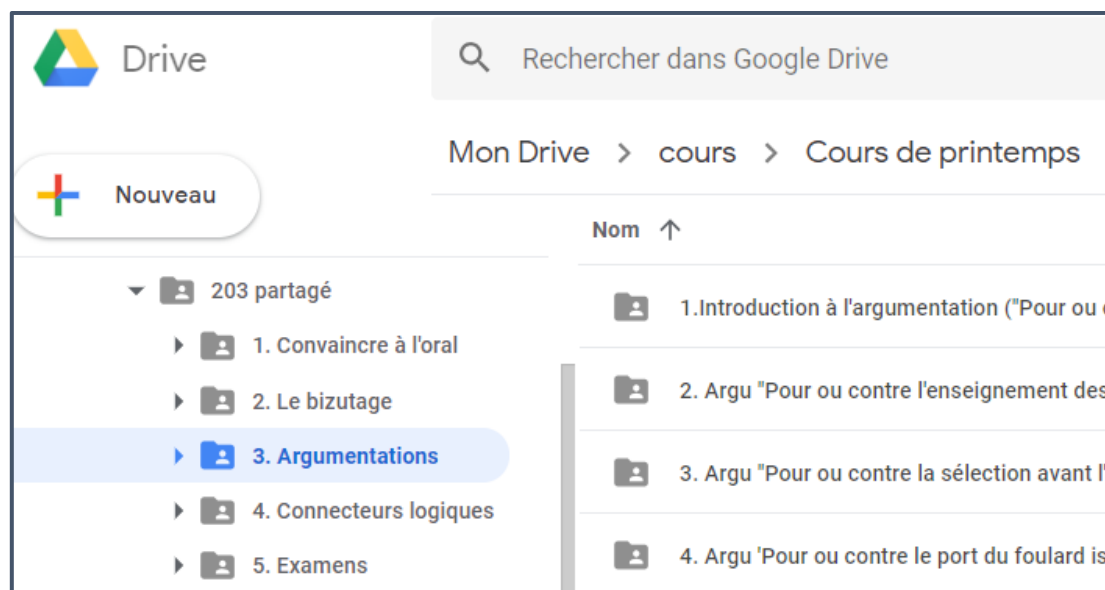 Drive
Rechercher dans Google Drive
Mon Drive > cours > Cours de printemps
Nouveau
Nom
203 partagé
1. Convaincre à l'oral
2. Le bizutage
3. Argumentations
4. Connecteurs logiques
5. Examens
1.Introduction à l'argumentation ("Pour ou
2. Argu "Pour ou contre l'enseignement des
3. Argu "Pour ou contre la sélection avant l'
4. Argu 'Pour ou contre le port du foulard is